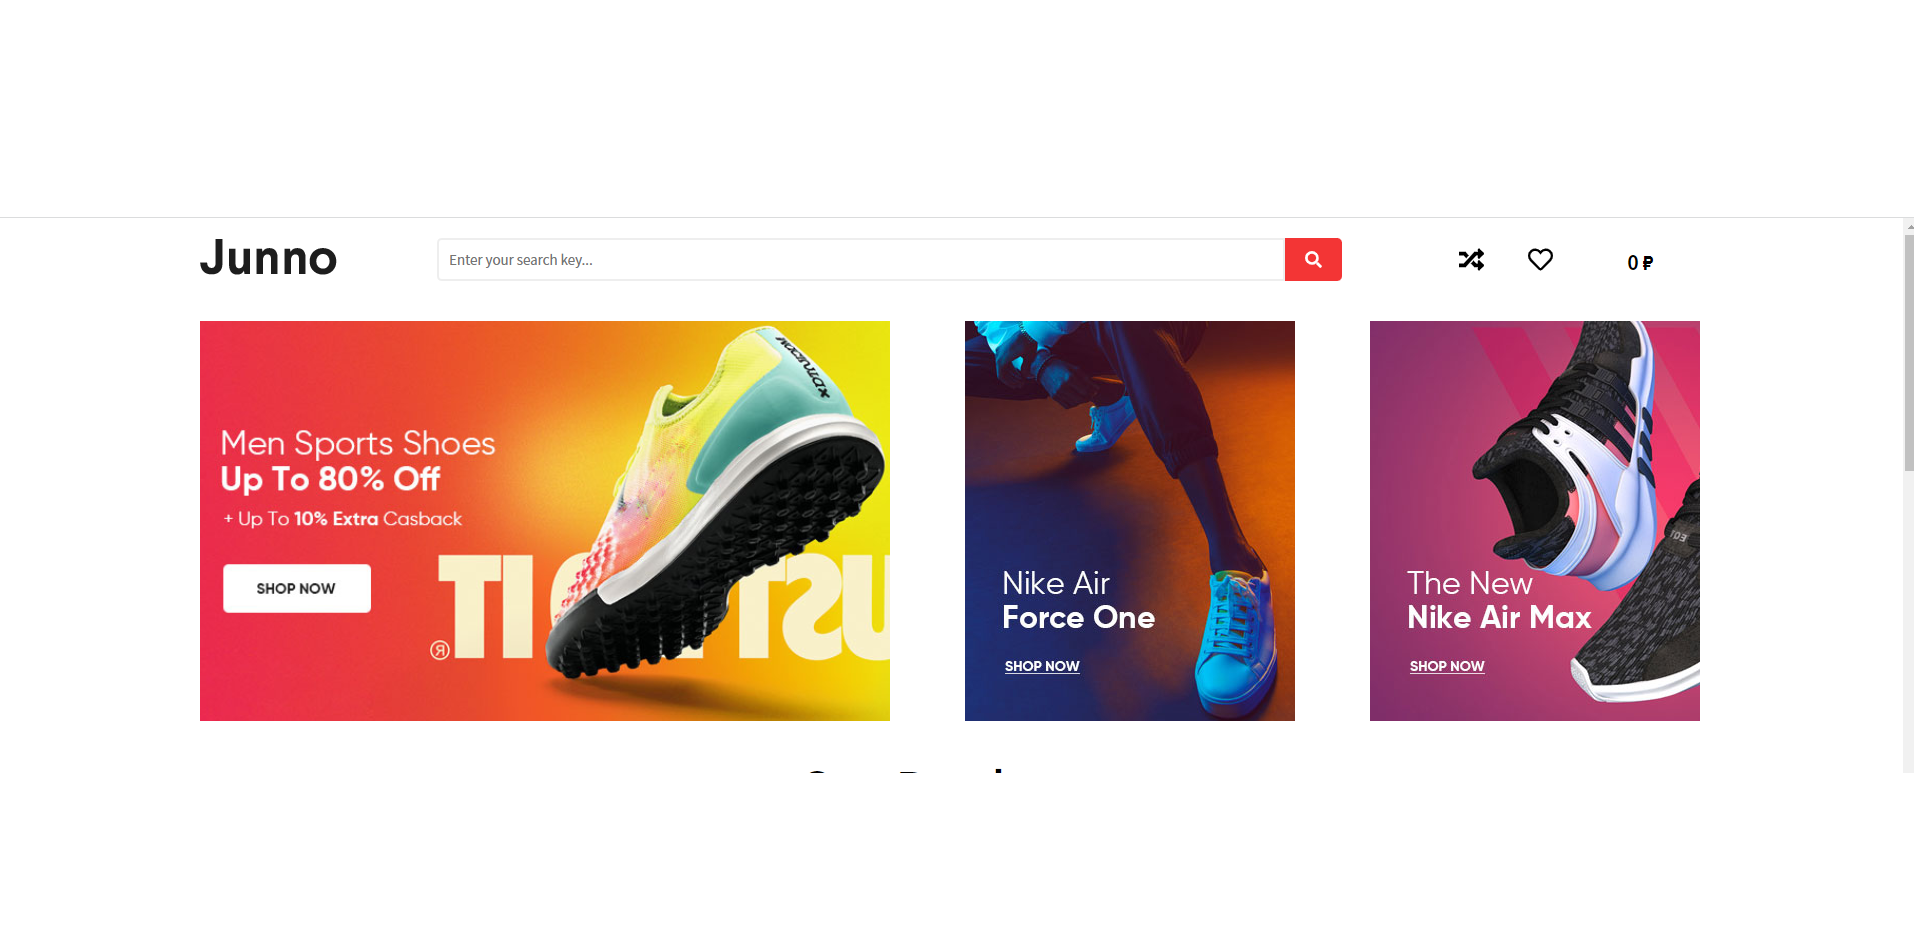 Junno
Enter your search key...
0 ₽
Men Sports Shoes
Up To 80% Off
+ Up To 10% Extra Casback
SHOP NOW
Nike Air
Force One
SHOP NOW
The New
Nike Air Max
SHOP NOW